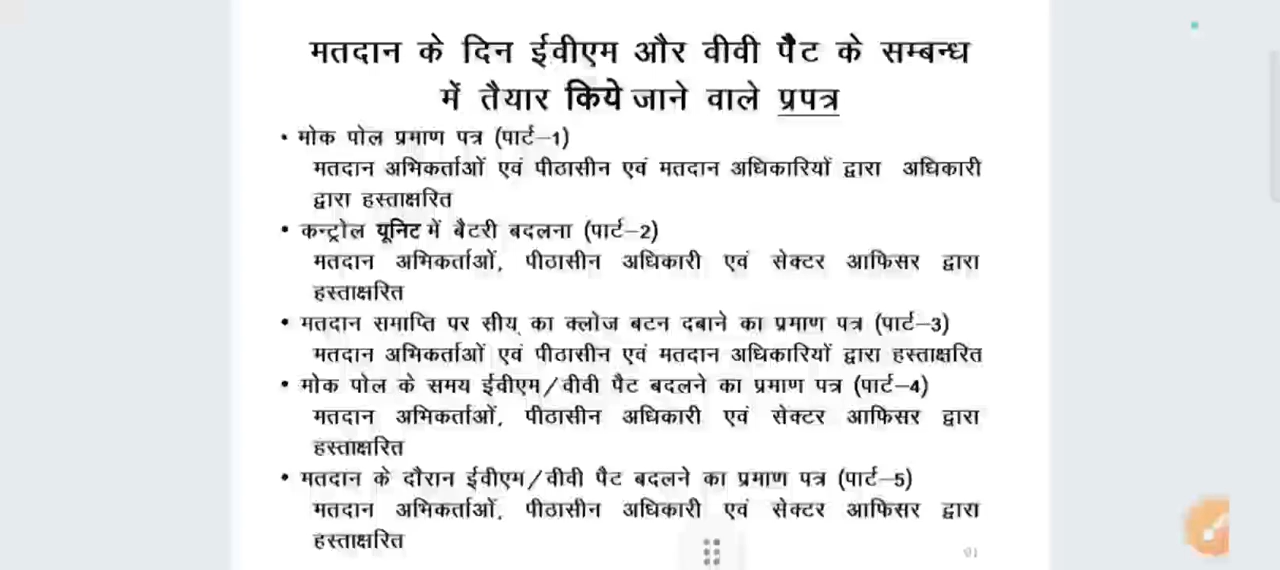 मतदान के दिन ईवीएम और वीवी पैट के सम्बन्ध
में तैयार किये जाने वाले प्रपत्र
• मोक पोल प्रमाण पत्र (पार्ट–1)
मतदान अभिकर्ताओं एवं पीठासीन एवं मतदान अधिकारियों द्वारा अधिकारी
द्वारा हस्ताक्षरित
• कन्ट्रोल यूनिट में बैटरी बदलना (पार्ट–2)
मतदान अभिकर्ताओं, पीठासीन अधिकारी एवं सेक्टर आफिसर द्वारा
हस्ताक्षरित
• मतदान समाप्ति पर सीयू का क्लोज बटन दबाने का प्रमाण पत्र (पार्ट–3)
मतदान अभिकर्ताओं एवं पीठासीन एवं मतदान अधिकारियों द्वारा हस्ताक्षरित
• मोक पोल के समय ईवीएम/वीवी पैट बदलने का प्रमाण पत्र (पार्ट–4)
मतदान अभिकर्ताओं, पीठासीन अधिकारी एवं सेक्टर आफिसर द्वारा
हस्ताक्षरित
• मतदान के दौरान ईवीएम/वीवी पैट बदलने का प्रमाण पत्र (पार्ट–5)
मतदान अभिकर्ताओं, पीठासीन अधिकारी एवं सेक्टर आफिसर द्वारा
हस्ताक्षरित